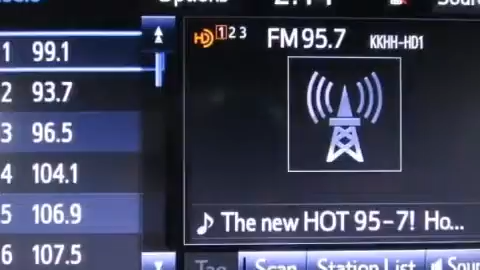 Options
HD 1 2 3 FM 95.7 KKHH-HD1
1 99.1
2 93.7
3 96.5
4 104.1
5 106.9
6 107.5
The new HOT 95-7! Ho...
Tag Scan Station List